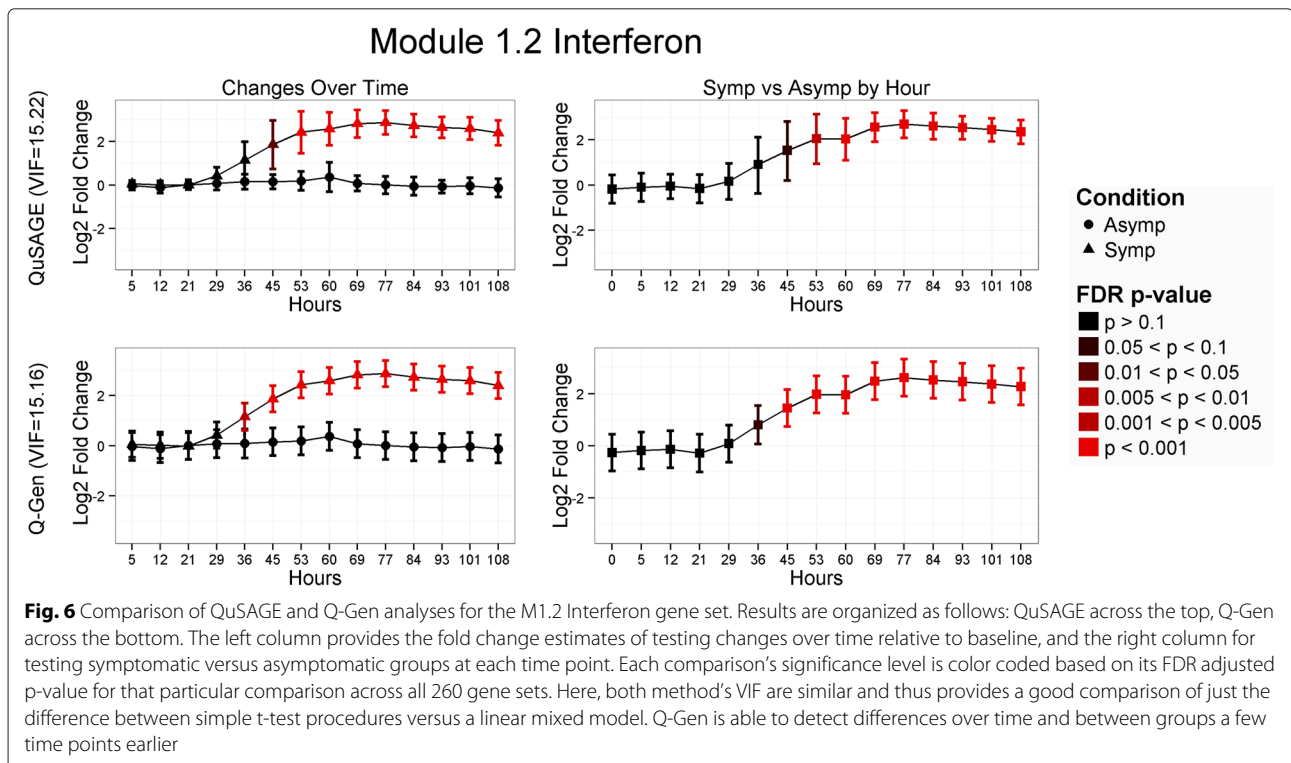 Module 1.2 Interferon
Changes Over Time
Symp vs Asymp by Hour
QuSAGE (VIF=15.22)
Log2 Fold Change
2
0
-2
5 12 21 29 36 45 53 60 69 77 84 93 101 108
Hours
Log2 Fold Change
2
0
-2
0 5 12 21 29 36 45 53 60 69 77 84 93 101 108
Hours
Q-Gen (VIF=15.16)
Log2 Fold Change
2
0
-2
5 12 21 29 36 45 53 60 69 77 84 93 101 108
Hours
Log2 Fold Change
2
0
-2
0 5 12 21 29 36 45 53 60 69 77 84 93 101 108
Hours
Condition
Asymp
Symp
FDR p-value
p > 0.1
0.05 < p < 0.1
0.01 < p < 0.05
0.005 < p < 0.01
0.001 < p < 0.005
p < 0.001
Fig. 6 Comparison of QuSAGE and Q-Gen analyses for the M1.2 Interferon gene set. Results are organized as follows: QuSAGE across the top, Q-Gen
across the bottom. The left column provides the fold change estimates of testing changes over time relative to baseline, and the right column for
testing symptomatic versus asymptomatic groups at each time point. Each comparison's significance level is color coded based on its FDR adjusted
p-value for that particular comparison across all 260 gene sets. Here, both method's VIF are similar and thus provides a good comparison of just the
difference between simple t-test procedures versus a linear mixed model. Q-Gen is able to detect differences over time and between groups a few
time points earlier